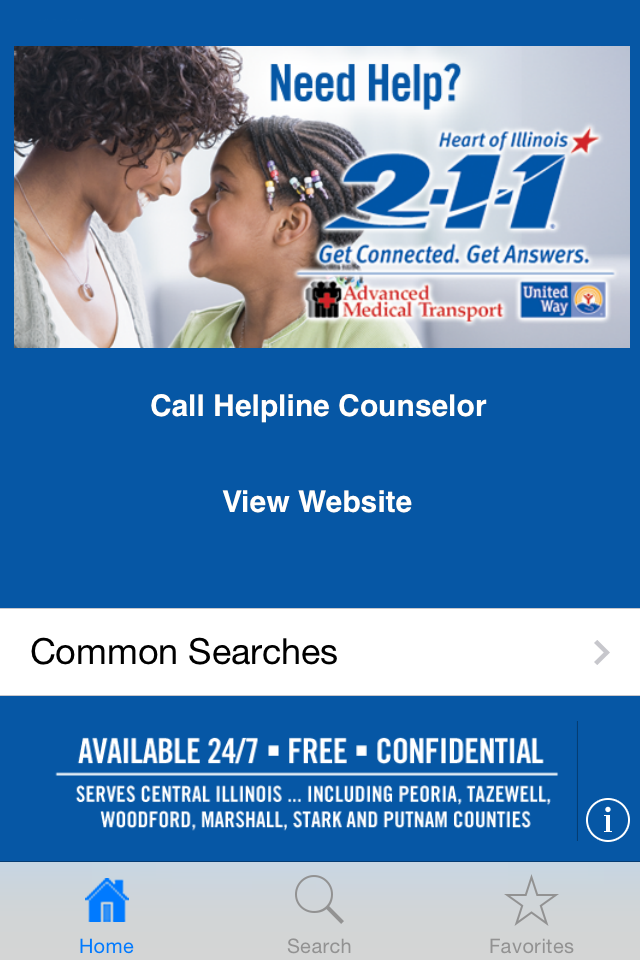 Need Help?
Heart of Illinois
2-1-1
Get Connected. Get Answers.
Advanced
Medical Transport
United
Way
Call Helpline Counselor
View Website
Common Searches
AVAILABLE 24/7 ▪ FREE ▪ CONFIDENTIAL
SERVES CENTRAL ILLINOIS ... INCLUDING PEORIA, TAZEWELL,
WOODFORD, MARSHALL, STARK AND PUTNAM COUNTIES
i
Home
Search
Favorites